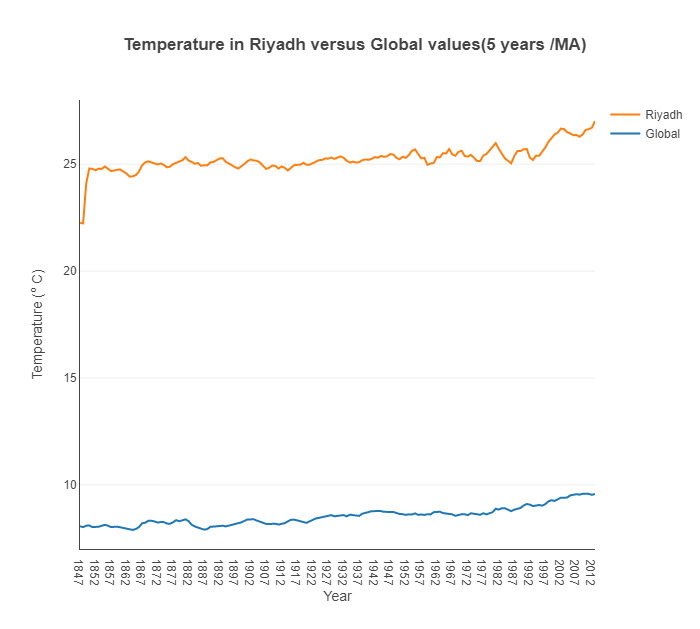 Temperature in Riyadh versus Global values(5 years /MA)
Riyadh
Global
25
20
15
10
Temperature (º C)
1847 1852 1857 1862 1867 1872 1877 1882 1887 1892 1897 1902 1907 1912 1917 1922 1927 1932 1937 1942 1947 1952 1957 1962 1967 1972 1977 1982 1987 1992 1997 2002 2007 2012
Year